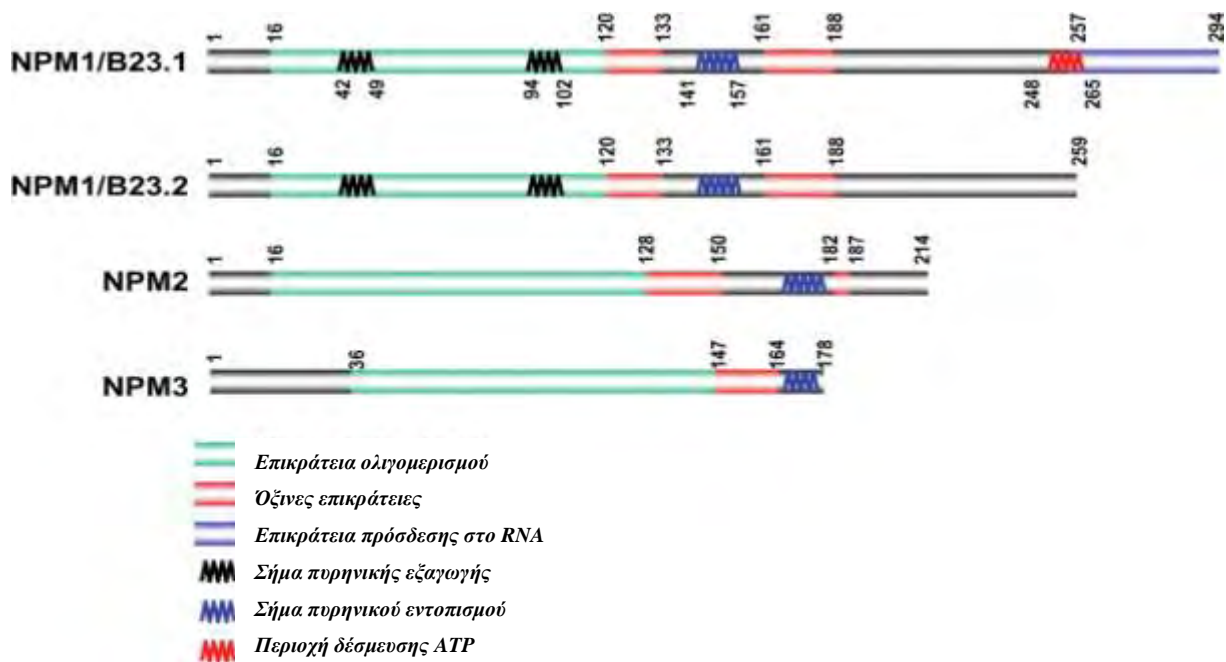 1 16 120 133 161 188 257 294
NPM1/B23.1
42 49 94 102 141 157 248 265
1 16 120 133 161 188 259
NPM1/B23.2
1 16 128 150 182 187 214
NPM2
1 36 147 164 178
NPM3
Επικράτεια ολιγομερισμού
Όξινες επικράτειες
Επικράτεια πρόσδεσης στο RNA
Σήμα πυρηνικής εξαγωγής
Σήμα πυρηνικού εντοπισμού
Περιοχή δέσμευσης ATP